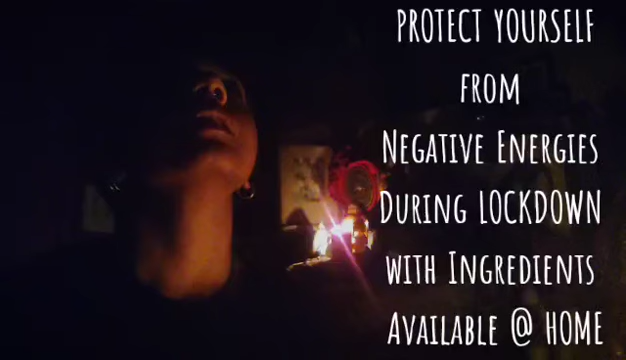 PROTECT YOURSELF
FROM
NEGATIVE ENERGIES
DURING LOCKDOWN
WITH INGREDIENTS
AVAILABLE @ HOME